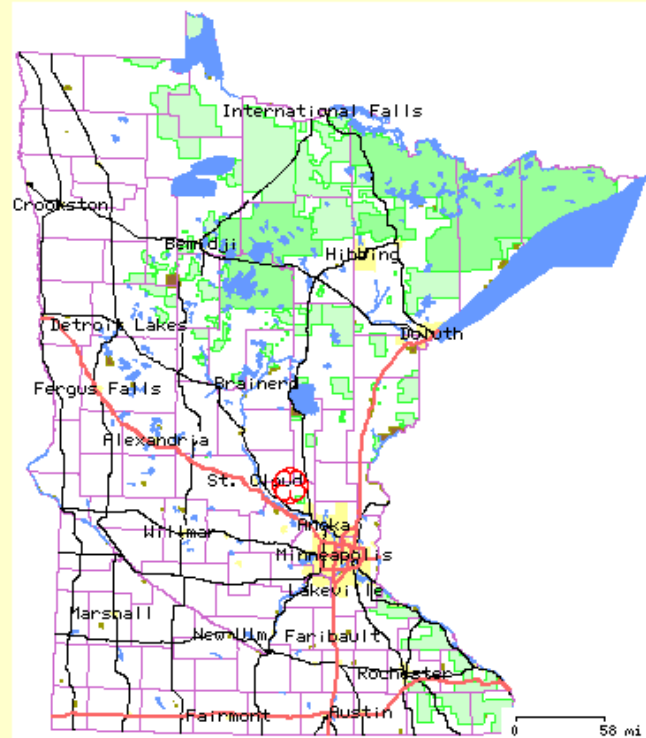 International Falls
Crookston
Bemidji
Hibbing
Detroit Lakes
Duluth
Fergus Falls
Brainerd
Alexandria
St. Cloud
Anoka
Willmar
Minneapolis
Lakeville
Marshall
New Ulm
Faribault
Rochester
Fairmont
Austin
0 58 mi